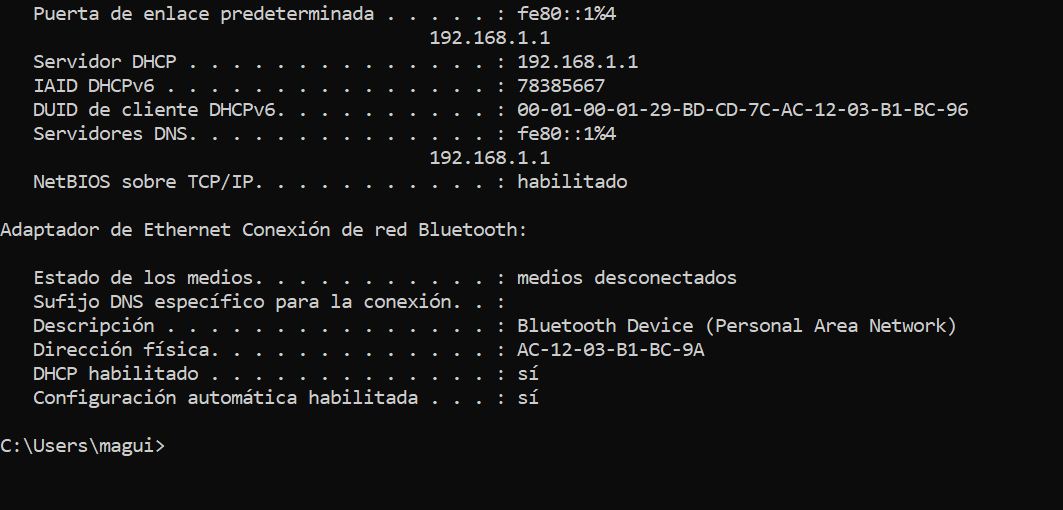 Puerta de enlace predeterminada . . . . . : fe80::1%4
192.168.1.1
Servidor DHCP . . . . . . . . . . . . . . : 192.168.1.1
IAID DHCPv6 . . . . . . . . . . . . . . . : 78385667
DUID de cliente DHCPv6. . . . . . . . . . : 00-01-00-01-29-BD-CD-7C-AC-12-03-B1-BC-96
Servidores DNS. . . . . . . . . . . . . . : fe80::1%4
192.168.1.1
NetBIOS sobre TCP/IP. . . . . . . . . . . : habilitado
Adaptador de Ethernet Conexión de red Bluetooth:
Estado de los medios. . . . . . . . . . . : medios desconectados
Sufijo DNS específico para la conexión. . :
Descripción . . . . . . . . . . . . . . . : Bluetooth Device (Personal Area Network)
Dirección física. . . . . . . . . . . . . : AC-12-03-B1-BC-9A
DHCP habilitado . . . . . . . . . . . . . : sí
Configuración automática habilitada . . . : sí
C:\Users\magui>